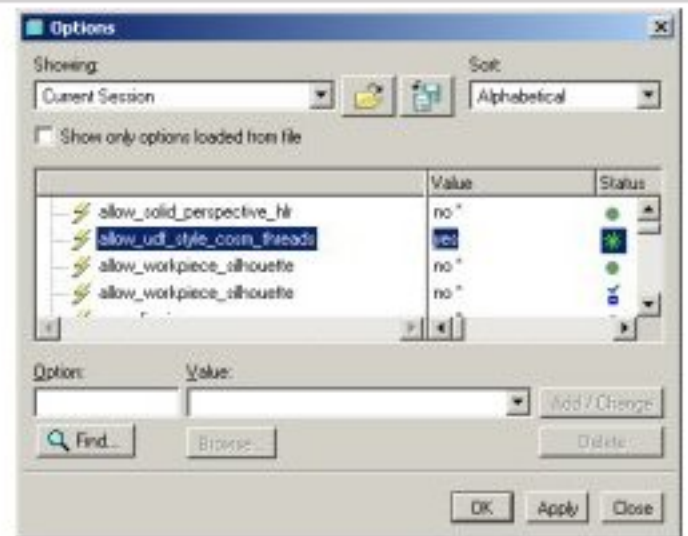 Options
Showing: Sort:
Current Session Alphabetical
Show only options loaded from file
Value Status
allow_solid_perspective_hlr no *
allow_udf_style_cosm_threads yes
allow_workpiece_silhouette no *
allow_workpiece_silhouette no *
Option: Value:
Add / Change
Find... Browse... Delete
OK Apply Close